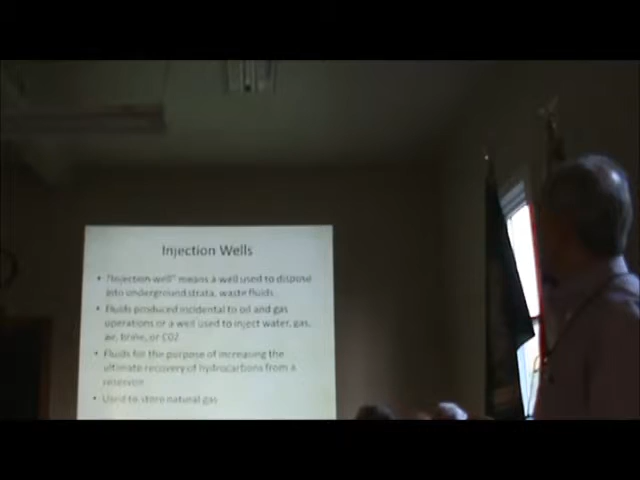 Injection Wells
• "Injection well" means a well used to dispose
into underground strata, waste fluids
• Fluids produced incidental to oil and gas
operations or a well used to inject water, gas,
air, brine, or CO2
• Fluids for the purpose of increasing the
ultimate recovery of hydrocarbons from a
reservoir
• Used to store natural gas